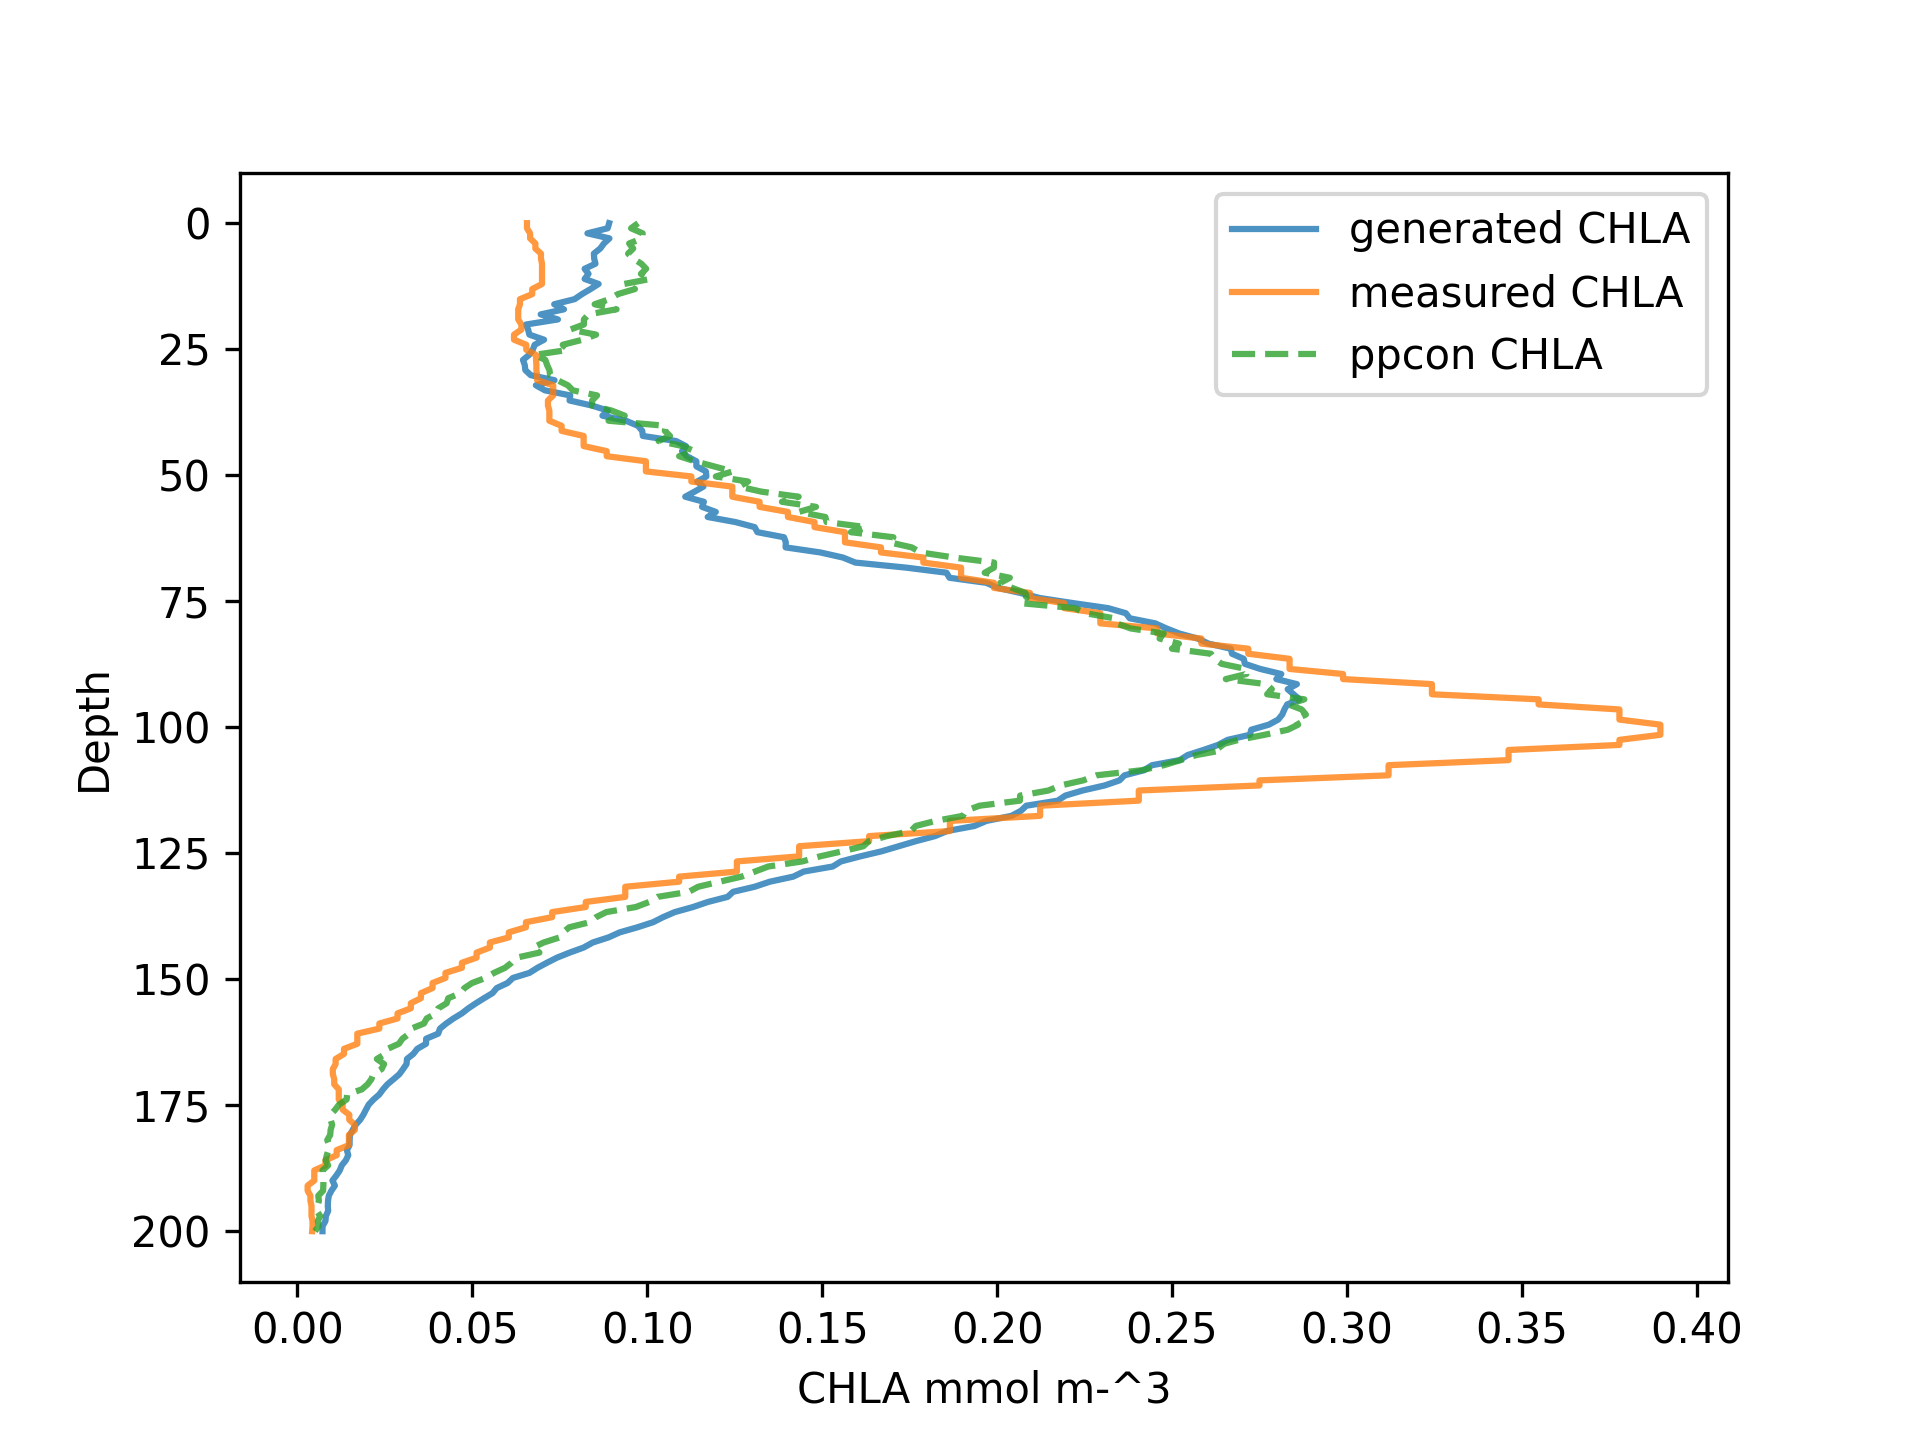 generated CHLA
measured CHLA
ppcon CHLA
Depth
0
25
50
75
100
125
150
175
200
0.00 0.05 0.10 0.15 0.20 0.25 0.30 0.35 0.40
CHLA mmol m-^3